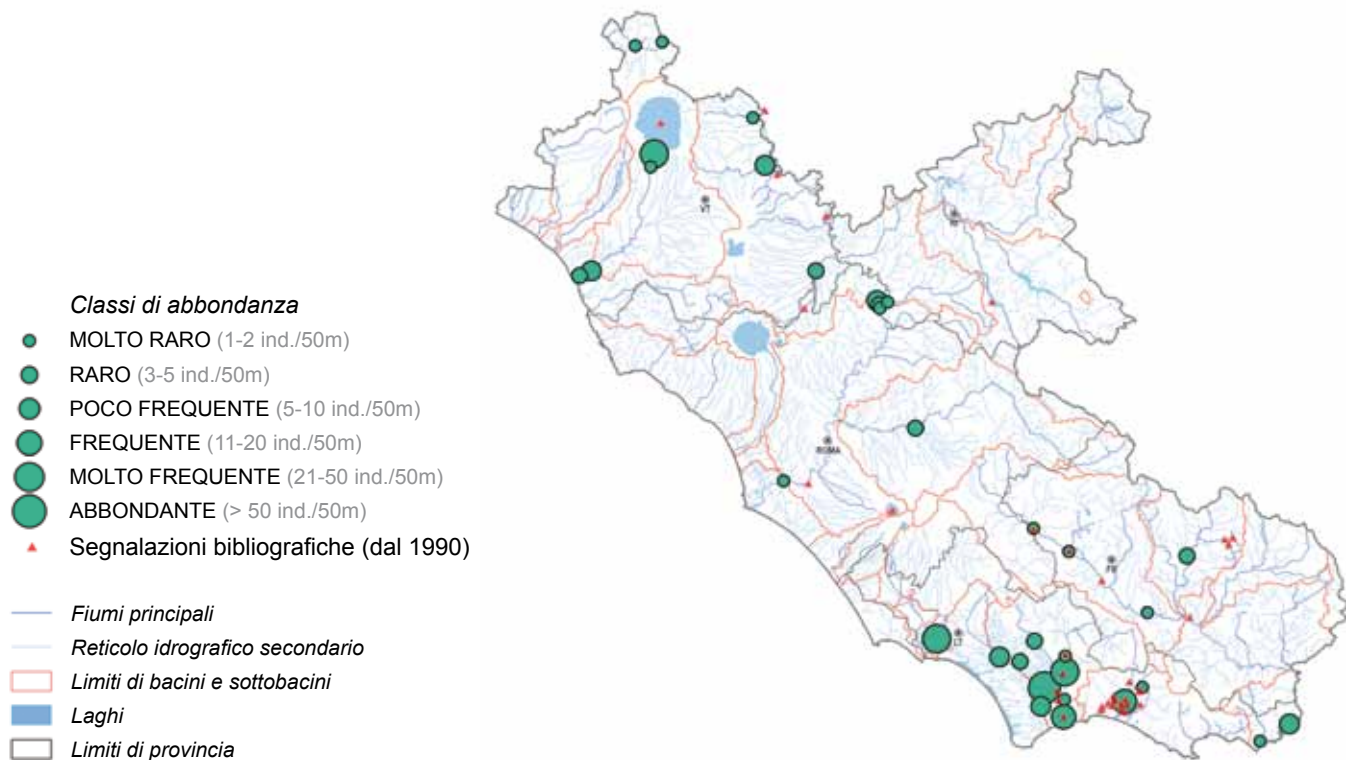 Classi di abbondanza
MOLTO RARO (1-2 ind./50m)
RARO (3-5 ind./50m)
POCO FREQUENTE (5-10 ind./50m)
FREQUENTE (11-20 ind./50m)
MOLTO FREQUENTE (21-50 ind./50m)
ABBONDANTE (> 50 ind./50m)
Segnalazioni bibliografiche (dal 1990)
Fiumi principali
Reticolo idrografico secondario
Limiti di bacini e sottobacini
Laghi
Limiti di provincia
VT
RI
ROMA
FR
LT